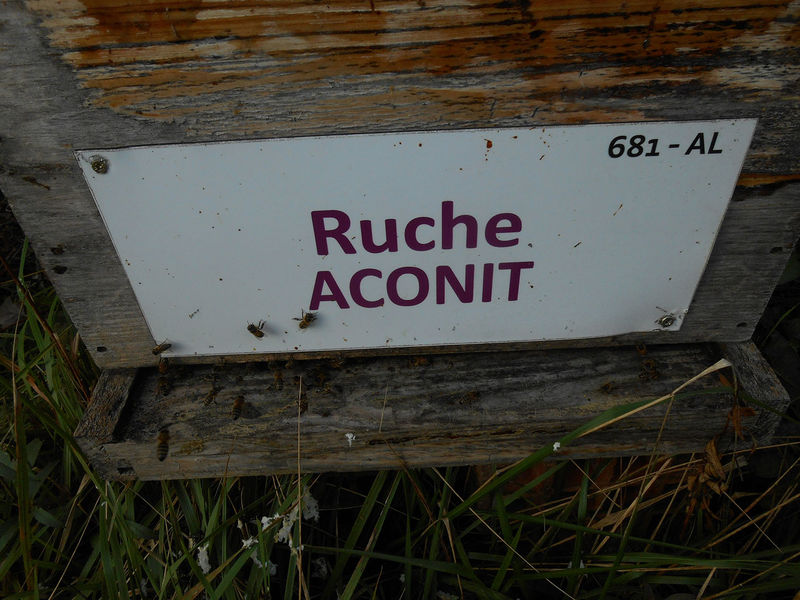 681 - AL
Ruche
ACONIT